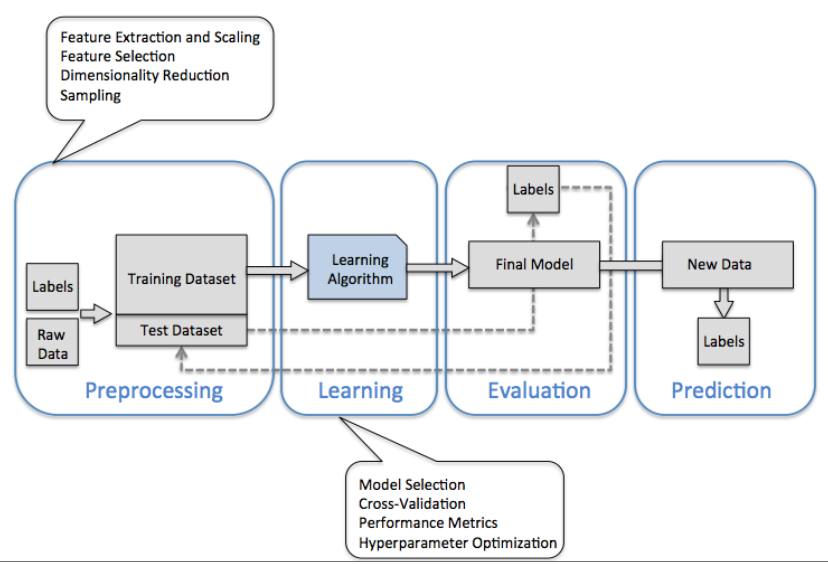 Feature Extraction and Scaling
Feature Selection
Dimensionality Reduction
Sampling
Labels
Raw
Data
Training Dataset
Test Dataset
Preprocessing
Learning
Algorithm
Learning
Labels
Final Model
Evaluation
New Data
Labels
Prediction
Model Selection
Cross-Validation
Performance Metrics
Hyperparameter Optimization